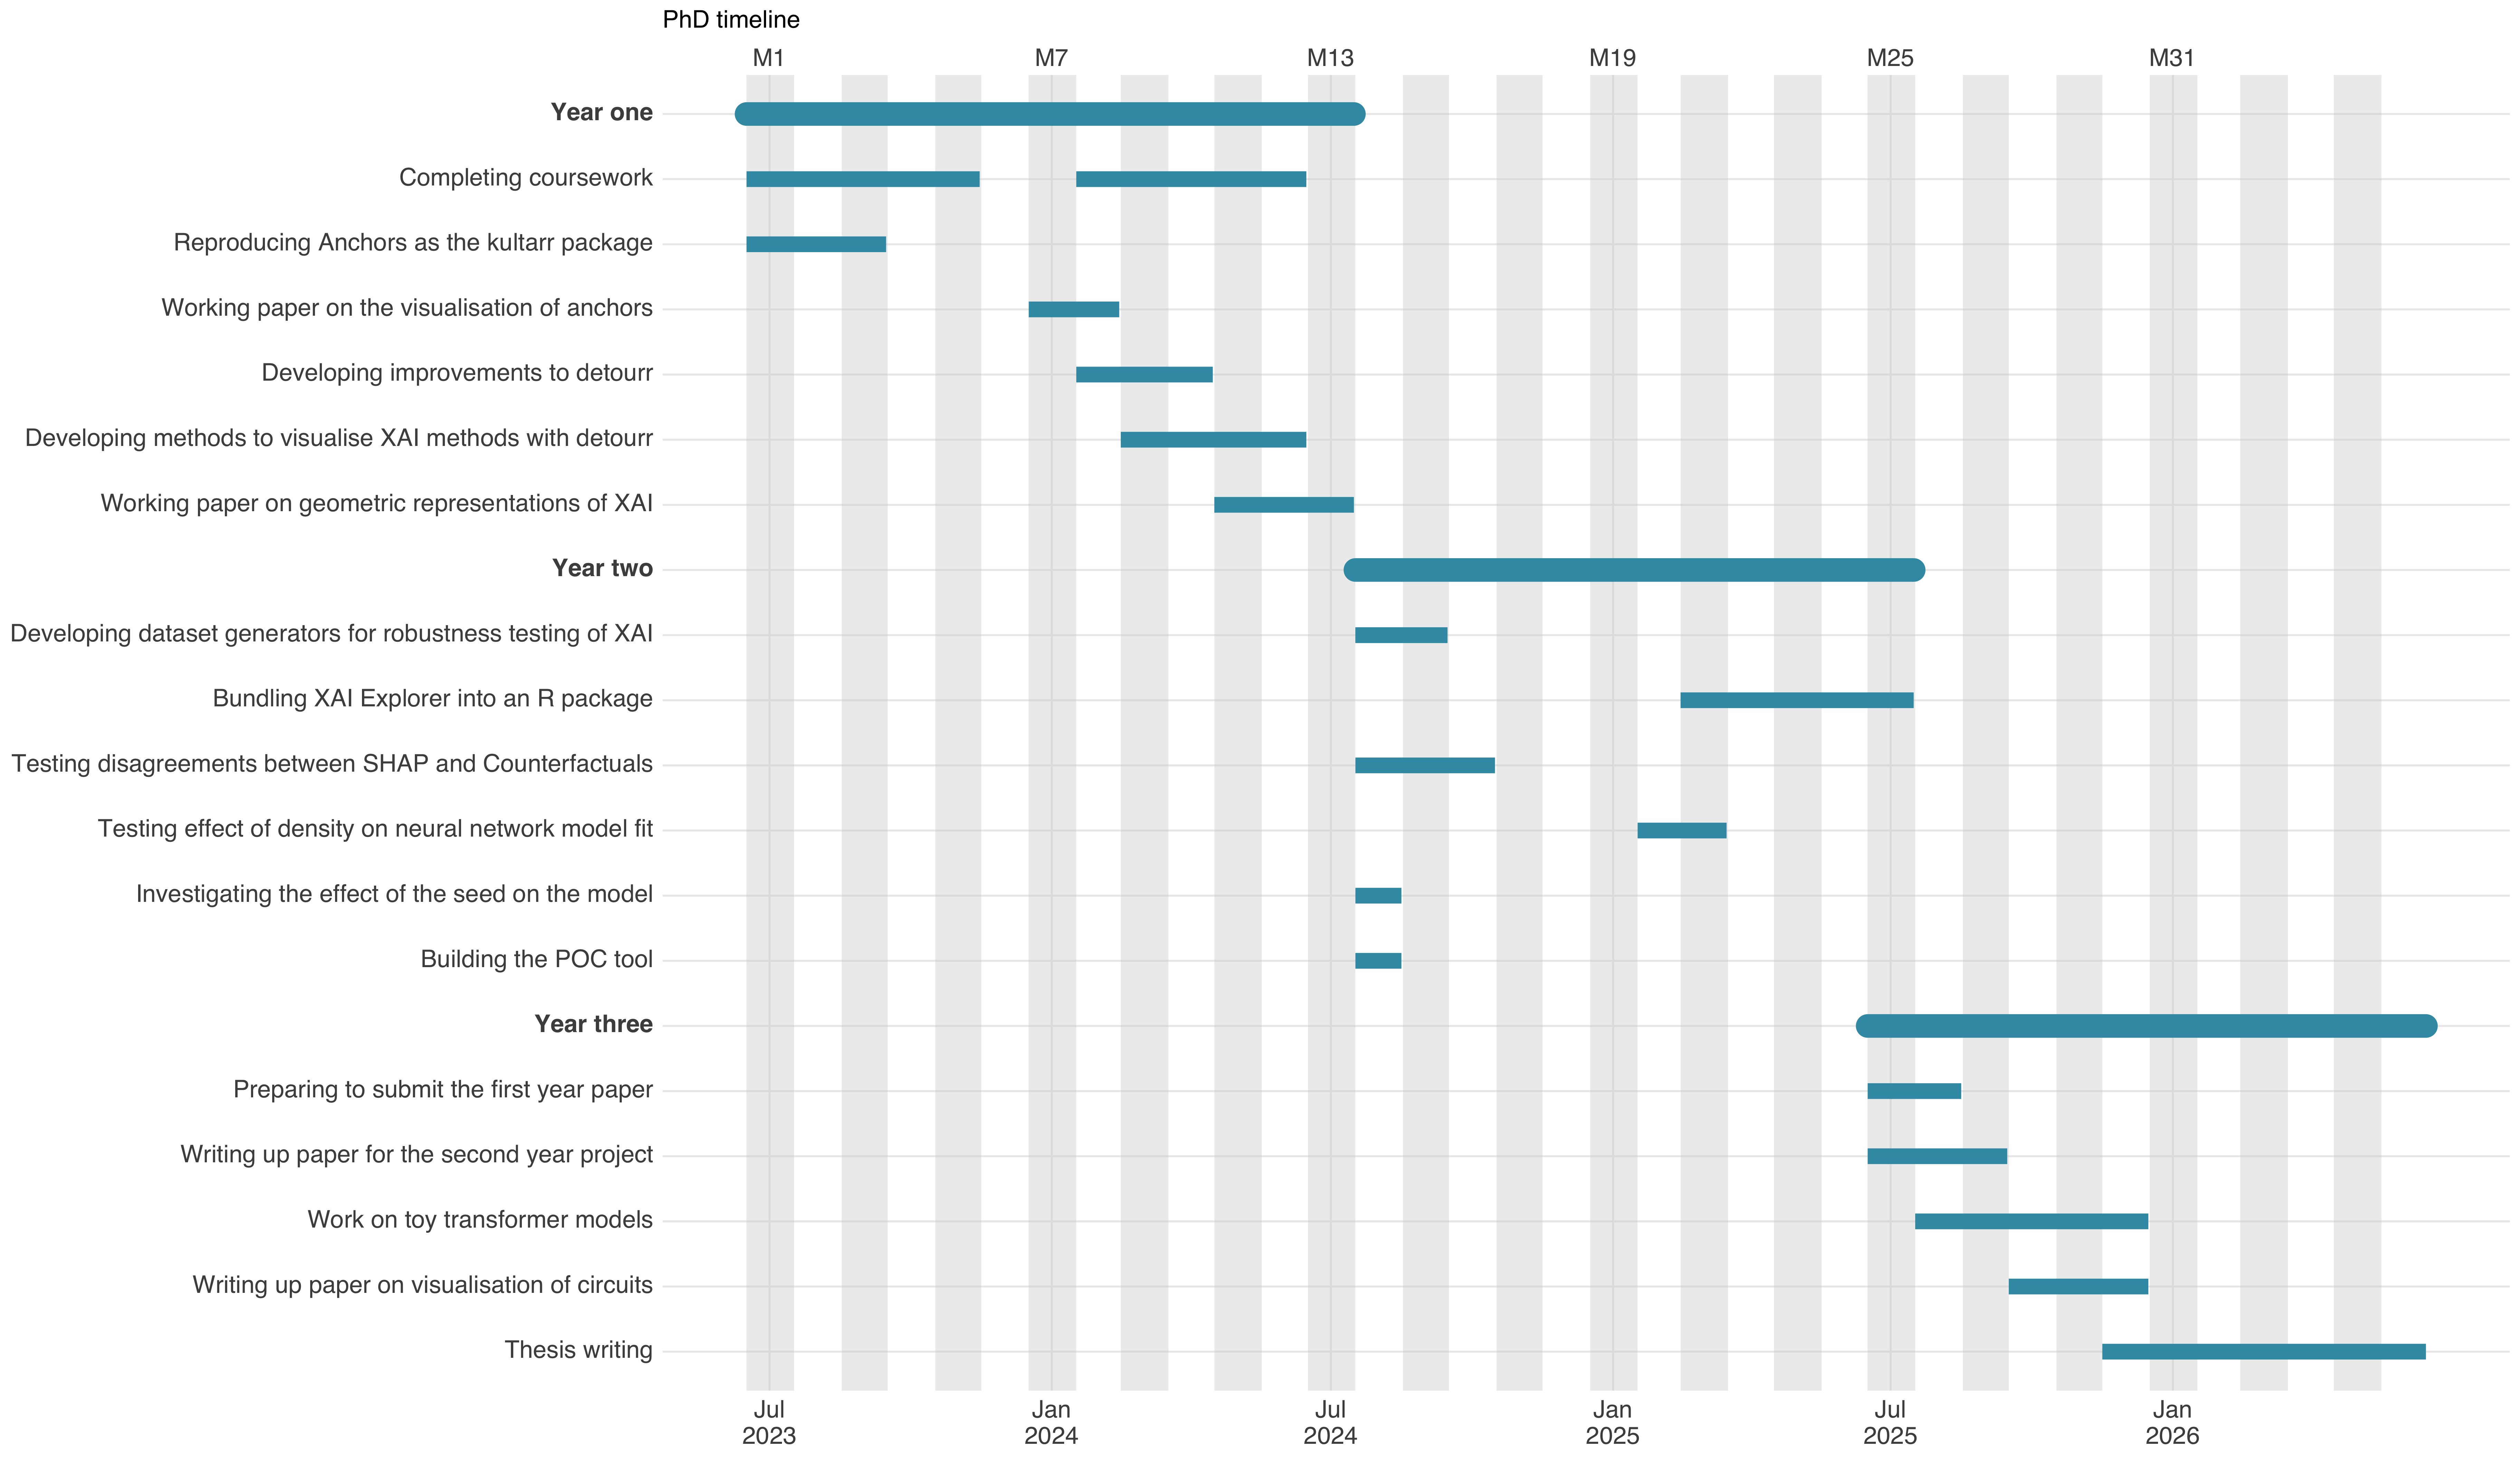 PhD timeline
M1 M7 M13 M19 M25 M31
Year one
Completing coursework
Reproducing Anchors as the kultarr package
Working paper on the visualisation of anchors
Developing improvements to detourr
Developing methods to visualise XAI methods with detourr
Working paper on geometric representations of XAI
Year two
Developing dataset generators for robustness testing of XAI
Bundling XAI Explorer into an R package
Testing disagreements between SHAP and Counterfactuals
Testing effect of density on neural network model fit
Investigating the effect of the seed on the model
Building the POC tool
Year three
Preparing to submit the first year paper
Writing up paper for the second year project
Work on toy transformer models
Writing up paper on visualisation of circuits
Thesis writing
Jul Jan Jul Jan Jul Jan
2023 2024 2024 2025 2025 2026